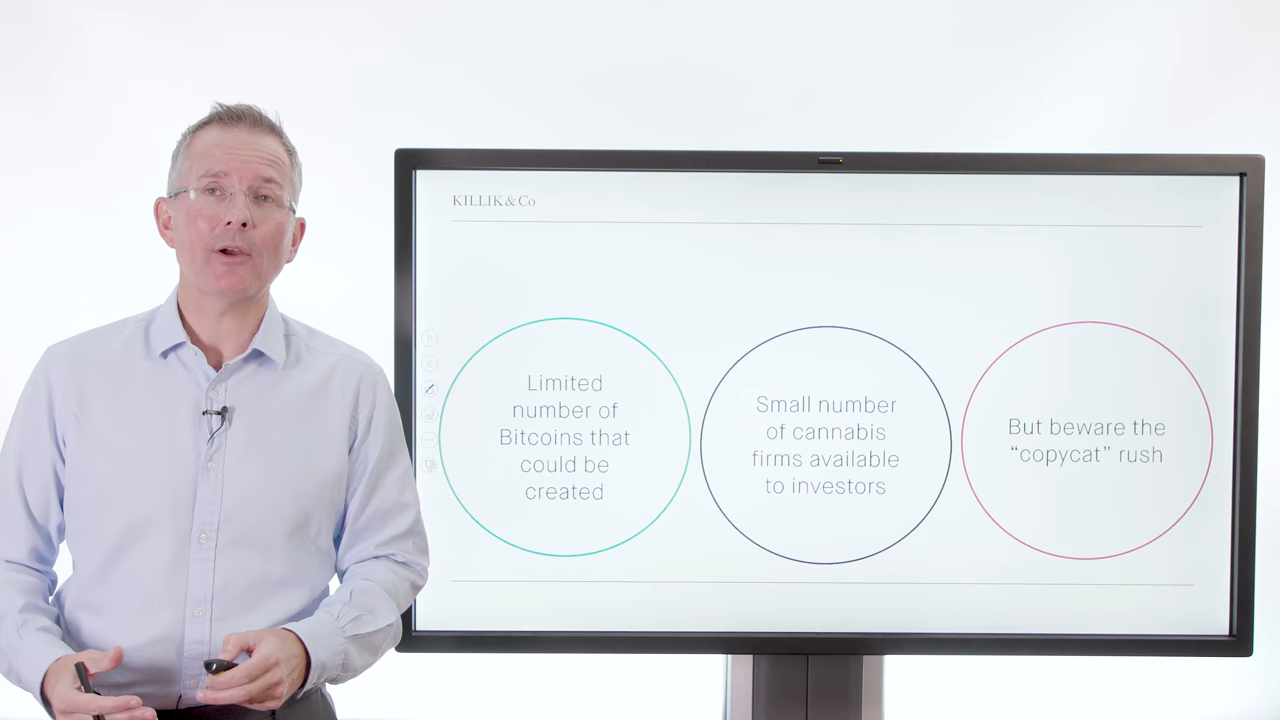 KILLIK & Co
Limited
number of
Bitcoins that
could be
created
Small number
of cannabis
firms available
to investors
But beware the
“copycat” rush